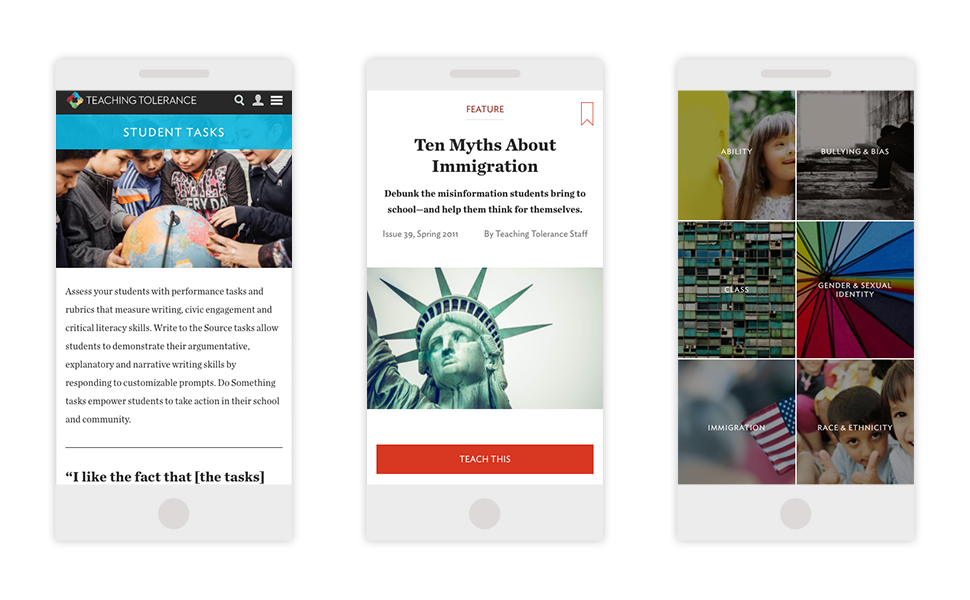 TEACHING TOLERANCE
STUDENT TASKS
EVERY DAY
Assess your students with performance tasks and
rubrics that measure writing, civic engagement and
critical literacy skills. Write to the Source tasks allow
students to demonstrate their argumentative,
explanatory and narrative writing skills by
responding to customizable prompts. Do Something
tasks empower students to take action in their school
and community.
“I like the fact that [the tasks]
FEATURE
Ten Myths About
Immigration
Debunk the misinformation students bring to
school—and help them think for themselves.
Issue 39, Spring 2011
By Teaching Tolerance Staff
TEACH THIS
ABILITY
BULLYING & BIAS
CLASS
GENDER & SEXUAL
IDENTITY
IMMIGRATION
RACE & ETHNICITY